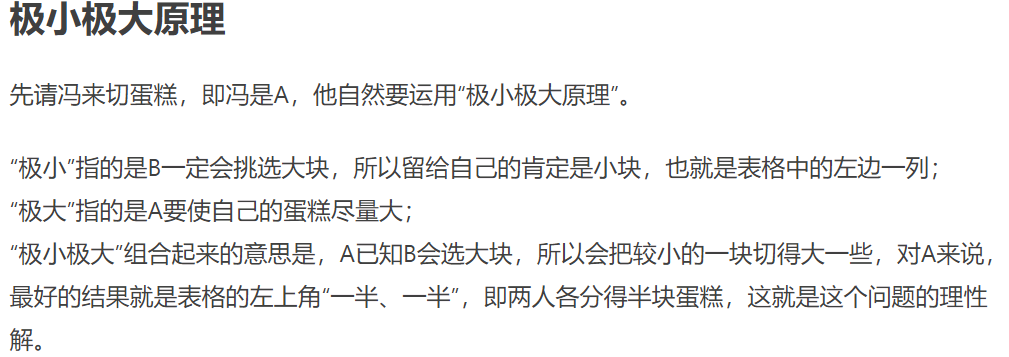 极小极大原理
先请冯来切蛋糕，即冯是A，他自然要运用“极小极大原理”。
“极小”指的是B一定会挑选大块，所以留给自己的肯定是小块，也就是表格中的左边一列；
“极大”指的是A要使自己的蛋糕尽量大；
“极小极大”组合起来的意思是，A已知B会选大块，所以会把较小的一块切得大一些，对A来说，
最好的结果就是表格的左上角“一半、一半”，即两人各分得半块蛋糕，这就是这个问题的理性
解。